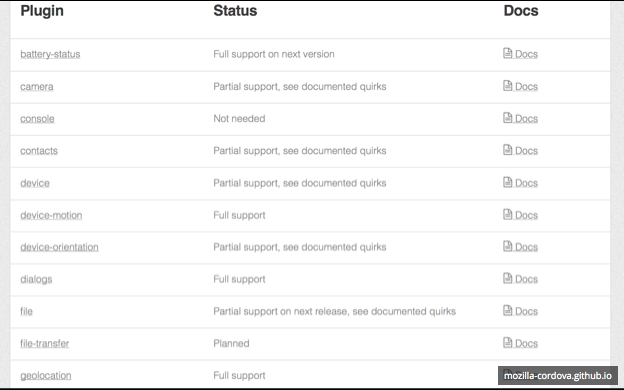 Plugin Status Docs
battery-status Full support on next version Docs
camera Partial support, see documented quirks Docs
console Not needed Docs
contacts Partial support, see documented quirks Docs
device Partial support, see documented quirks Docs
device-motion Full support Docs
device-orientation Partial support, see documented quirks Docs
dialogs Full support Docs
file Partial support on next release, see documented quirks Docs
file-transfer Planned Docs
geolocation Full support Docs
mozilla-cordova.github.io